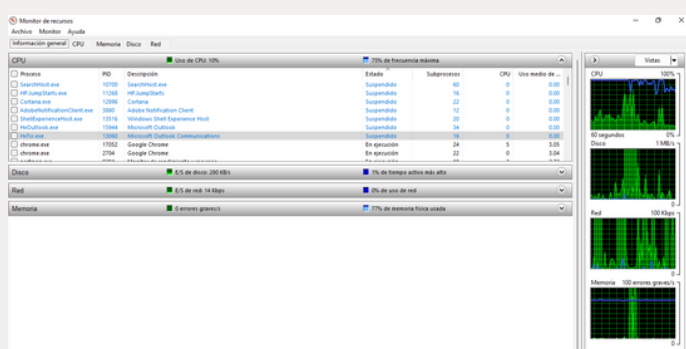 Monitor de recursos
Archivo Monitor Ayuda
Información general CPU Memoria Disco Red
CPU Uso de CPU: 10% 75% de frecuencia máxima
Proceso PID Descripción Estado Subprocesos CPU Uso medio de ...
SearchHost.exe 10700 SearchHost.exe Suspendido 60 0 0.00
HP.JumpStarts.exe 11268 HP.JumpStarts Suspendido 16 0 0.00
Cortana.exe 12896 Cortana Suspendido 22 0 0.00
AdobeNotificationClient.exe 3880 Adobe Notification Client Suspendido 12 0 0.00
ShellExperienceHost.exe 13516 Windows Shell Experience Host Suspendido 20 0 0.00
HxOutlook.exe 15944 Microsoft Outlook Suspendido 34 0 0.00
HxTsr.exe 13060 Microsoft Outlook Communications Suspendido 16 0 0.00
chrome.exe 17052 Google Chrome En ejecución 24 5 3.05
chrome.exe 2704 Google Chrome En ejecución 22 0 3.04
Disco E/S de disco: 280 KB/s 1% de tiempo activo más alto
Red E/S de red: 14 Kbps 0% de uso de red
Memoria 0 errores graves/s 77% de memoria física usada
Vistas
CPU 100%
60 segundos 0%
Disco 1 MB/s
0
Red 100 Kbps
0
Memoria 100 errores graves/s
0